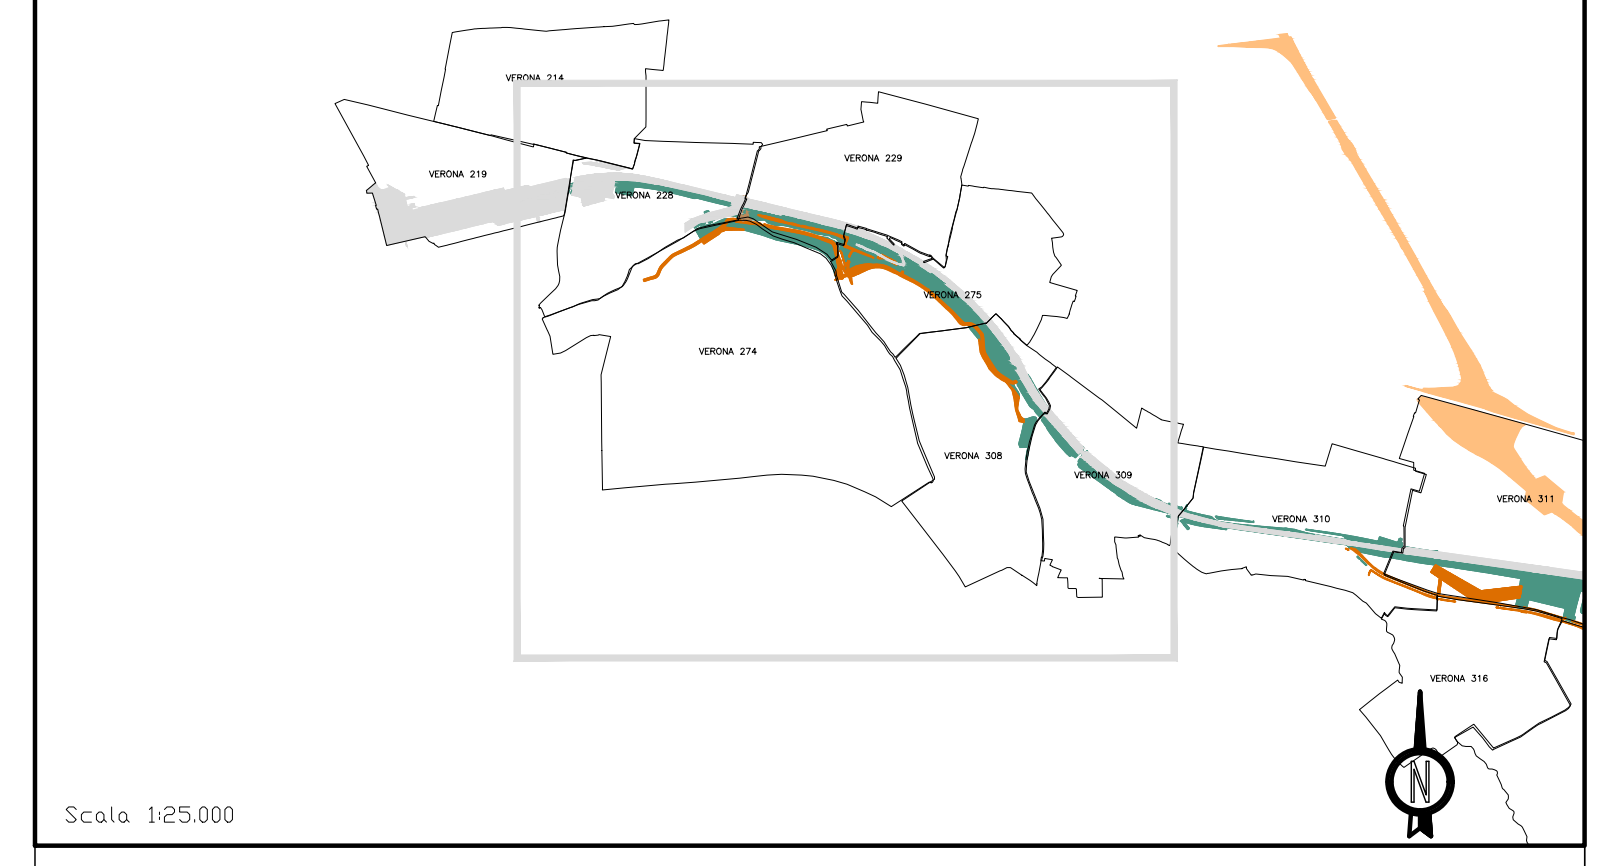 VERONA 214
VERONA 229
VERONA 219
VERONA 228
VERONA 275
VERONA 274
VERONA 308
VERONA 309
VERONA 311
VERONA 310
VERONA 316
N
Scala 1:25.000